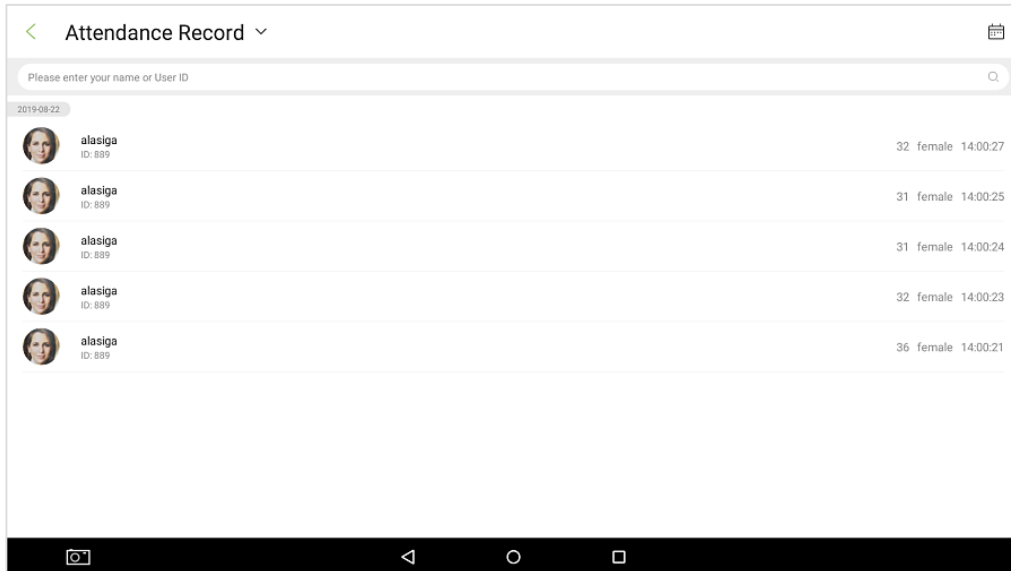 Attendance Record
Please enter your name or User ID
2019-08-22
alasiga
ID: 889
32 female 14:00:27
alasiga
ID: 889
31 female 14:00:25
alasiga
ID: 889
31 female 14:00:24
alasiga
ID: 889
32 female 14:00:23
alasiga
ID: 889
36 female 14:00:21